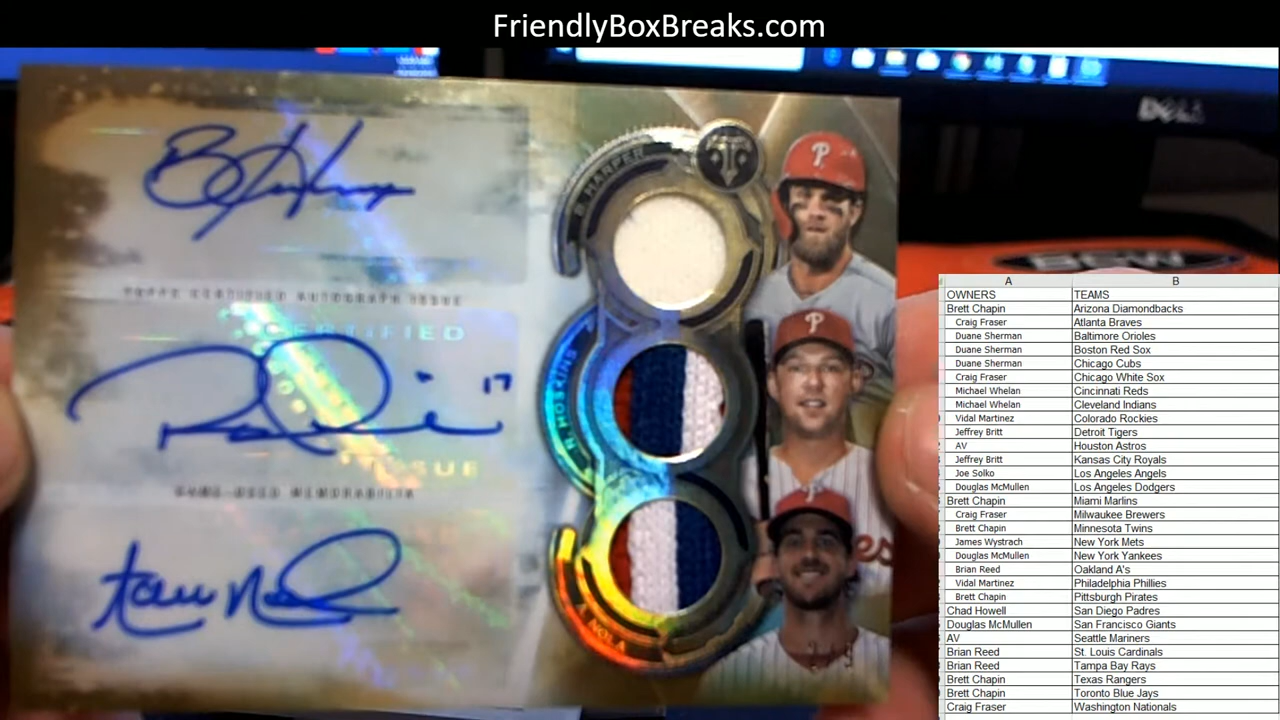 FriendlyBoxBreaks.com
DELL
B. HARPER
TOPPS CERTIFIED AUTOGRAPH ISSUE
CERTIFIED
R. HOSKINS
17
ISSUE
GAME-USED MEMORABILIA
A. NOLA
BCW
A B
OWNERS TEAMS
Brett Chapin Arizona Diamondbacks
Craig Fraser Atlanta Braves
Duane Sherman Baltimore Orioles
Duane Sherman Boston Red Sox
Duane Sherman Chicago Cubs
Craig Fraser Chicago White Sox
Michael Whelan Cincinnati Reds
Michael Whelan Cleveland Indians
Vidal Martinez Colorado Rockies
Jeffrey Britt Detroit Tigers
AV Houston Astros
Jeffrey Britt Kansas City Royals
Joe Solko Los Angeles Angels
Douglas McMullen Los Angeles Dodgers
Brett Chapin Miami Marlins
Craig Fraser Milwaukee Brewers
Brett Chapin Minnesota Twins
James Wystrach New York Mets
Douglas McMullen New York Yankees
Brian Reed Oakland A's
Vidal Martinez Philadelphia Phillies
Brett Chapin Pittsburgh Pirates
Chad Howell San Diego Padres
Douglas McMullen San Francisco Giants
AV Seattle Mariners
Brian Reed St. Louis Cardinals
Brian Reed Tampa Bay Rays
Brett Chapin Texas Rangers
Brett Chapin Toronto Blue Jays
Craig Fraser Washington Nationals